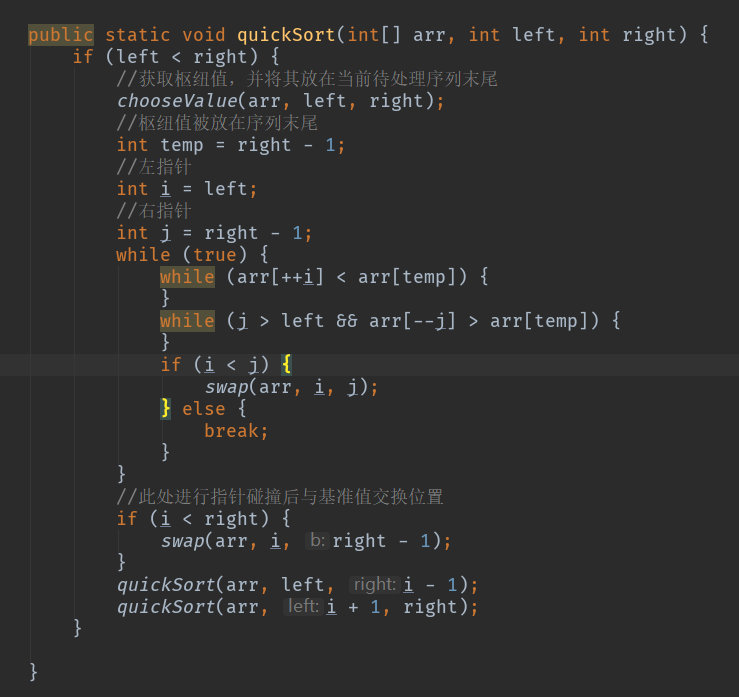 public static void quickSort(int[] arr, int left, int right) {
if (left < right) {
//获取枢纽值，并将其放在当前待处理序列末尾
chooseValue(arr, left, right);
//枢纽值被放在序列末尾
int temp = right - 1;
//左指针
int i = left;
//右指针
int j = right - 1;
while (true) {
while (arr[++i] < arr[temp]) {
}
while (j > left && arr[--j] > arr[temp]) {
}
if (i < j) {
swap(arr, i, j);
} else {
break;
}
}
//此处进行指针碰撞后与基准值交换位置
if (i < right) {
swap(arr, i, b: right - 1);
}
quickSort(arr, left, right: i - 1);
quickSort(arr, left: i + 1, right);
}
}